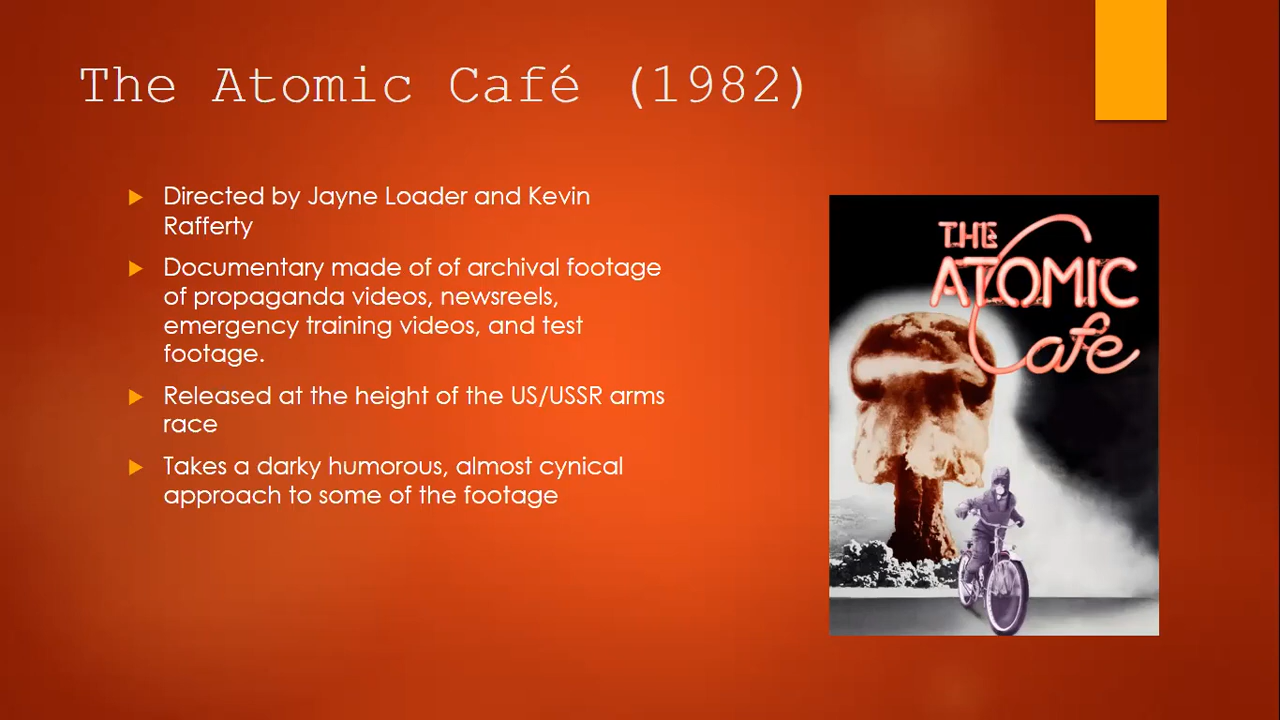 The Atomic Café (1982)
Directed by Jayne Loader and Kevin
Rafferty
Documentary made of of archival footage
of propaganda videos, newsreels,
emergency training videos, and test
footage.
Released at the height of the US/USSR arms
race
Takes a darky humorous, almost cynical
approach to some of the footage
THE
ATOMIC
Cafe